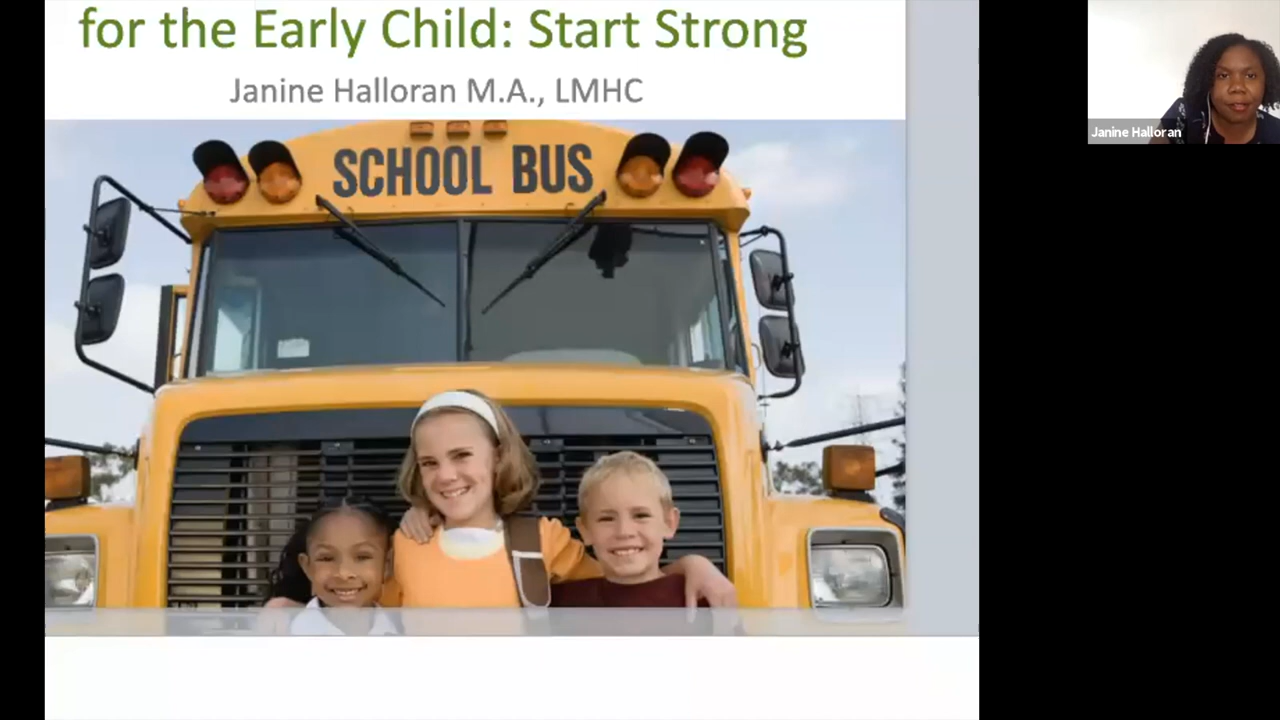 for the Early Child: Start Strong
Janine Halloran M.A., LMHC
SCHOOL BUS
Janine Halloran